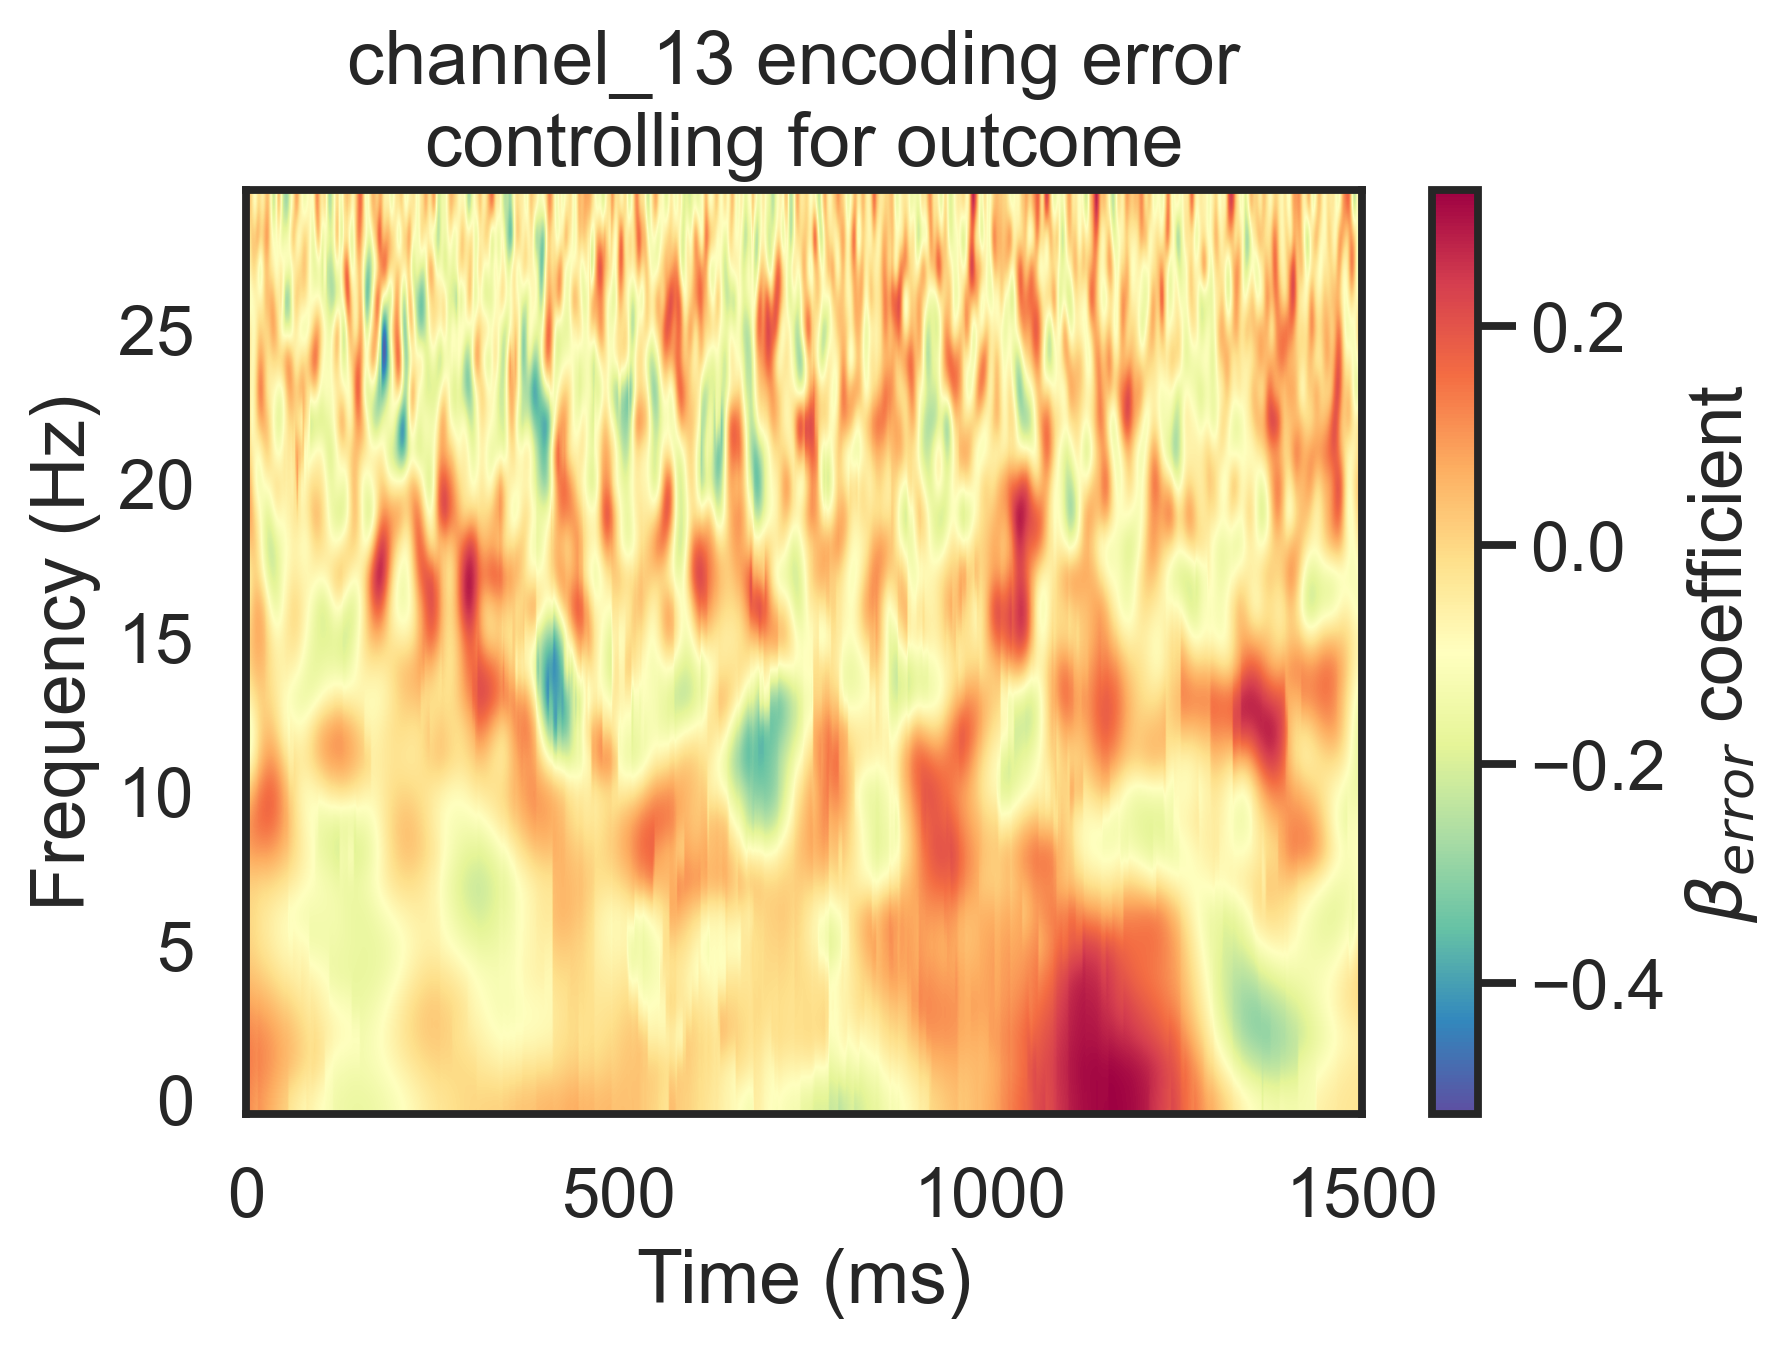 channel_13 encoding error
controlling for outcome
Frequency (Hz)
25
20
15
10
5
0
0
500
1000
1500
Time (ms)
0.2
0.0
−0.2
−0.4
βerror coefficient